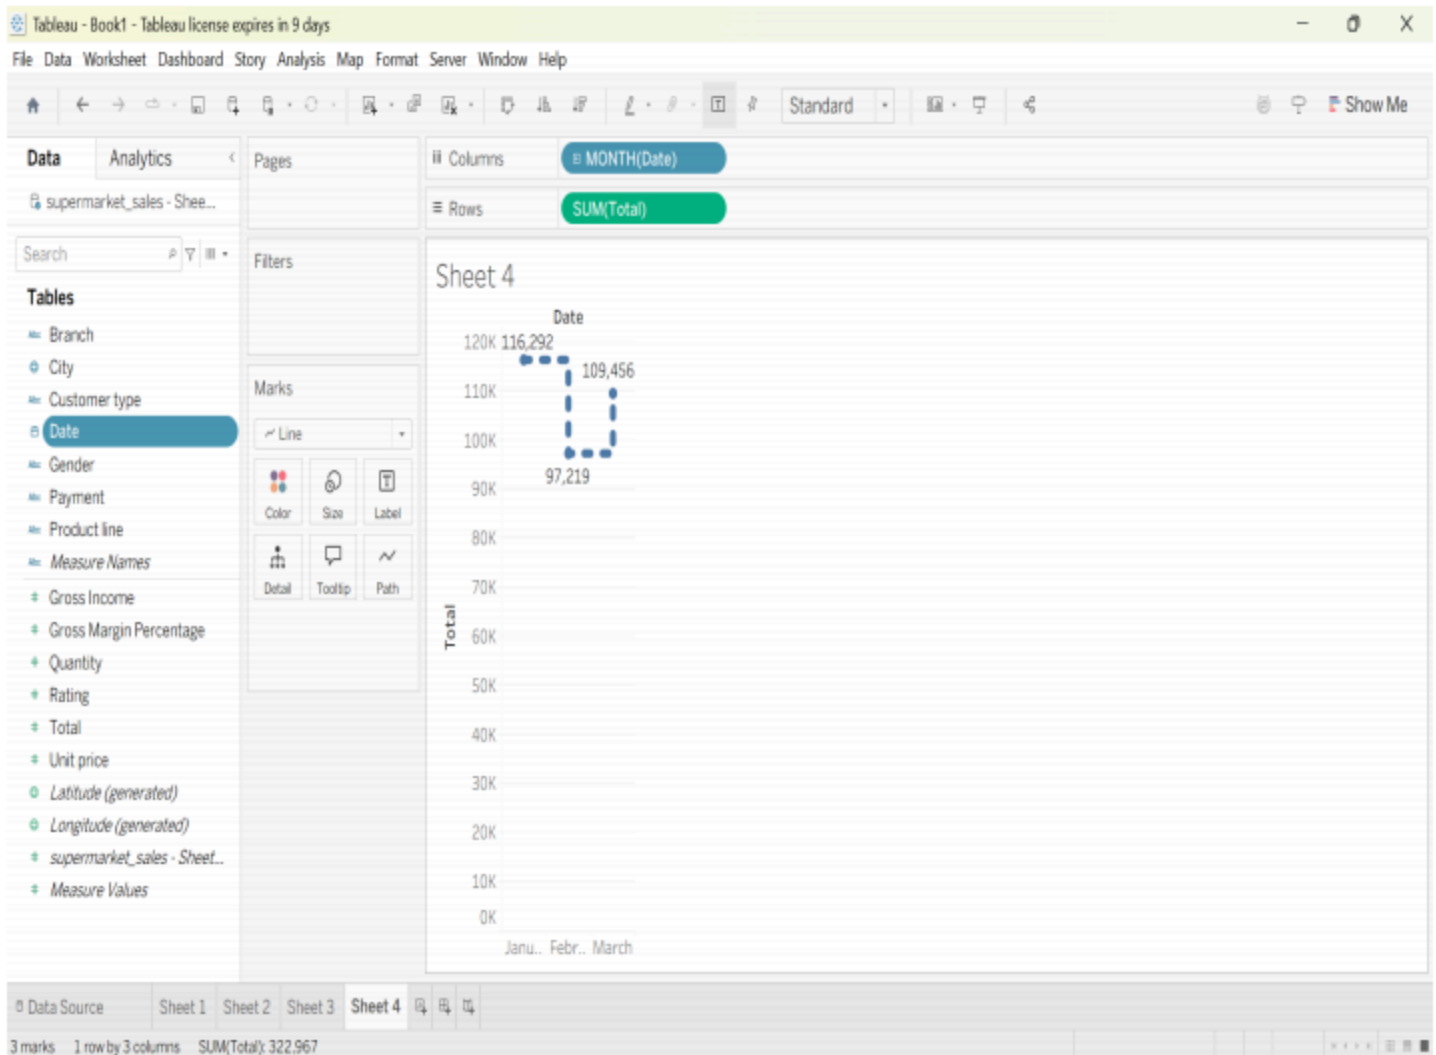 Tableau - Book1 - Tableau license expires in 9 days
File Data Worksheet Dashboard Story Analysis Map Format Server Window Help
Standard
Show Me
Data Analytics
Pages
Columns
MONTH(Date)
supermarket_sales - Shee...
Rows
SUM(Total)
Search
Filters
Tables
Branch
City
Customer type
Date
Gender
Payment
Product line
Measure Names
Gross Income
Gross Margin Percentage
Quantity
Rating
Total
Unit price
Latitude (generated)
Longitude (generated)
supermarket_sales - Sheet...
Measure Values
Marks
Line
Color Size Label
Detail Tooltip Path
Sheet 4
Date
120K
116,292
109,456
110K
100K
97,219
90K
80K
70K
Total
60K
50K
40K
30K
20K
10K
0K
Janu.. Febr.. March
Data Source Sheet 1 Sheet 2 Sheet 3 Sheet 4
3 marks 1 row by 3 columns SUM(Total): 322,967